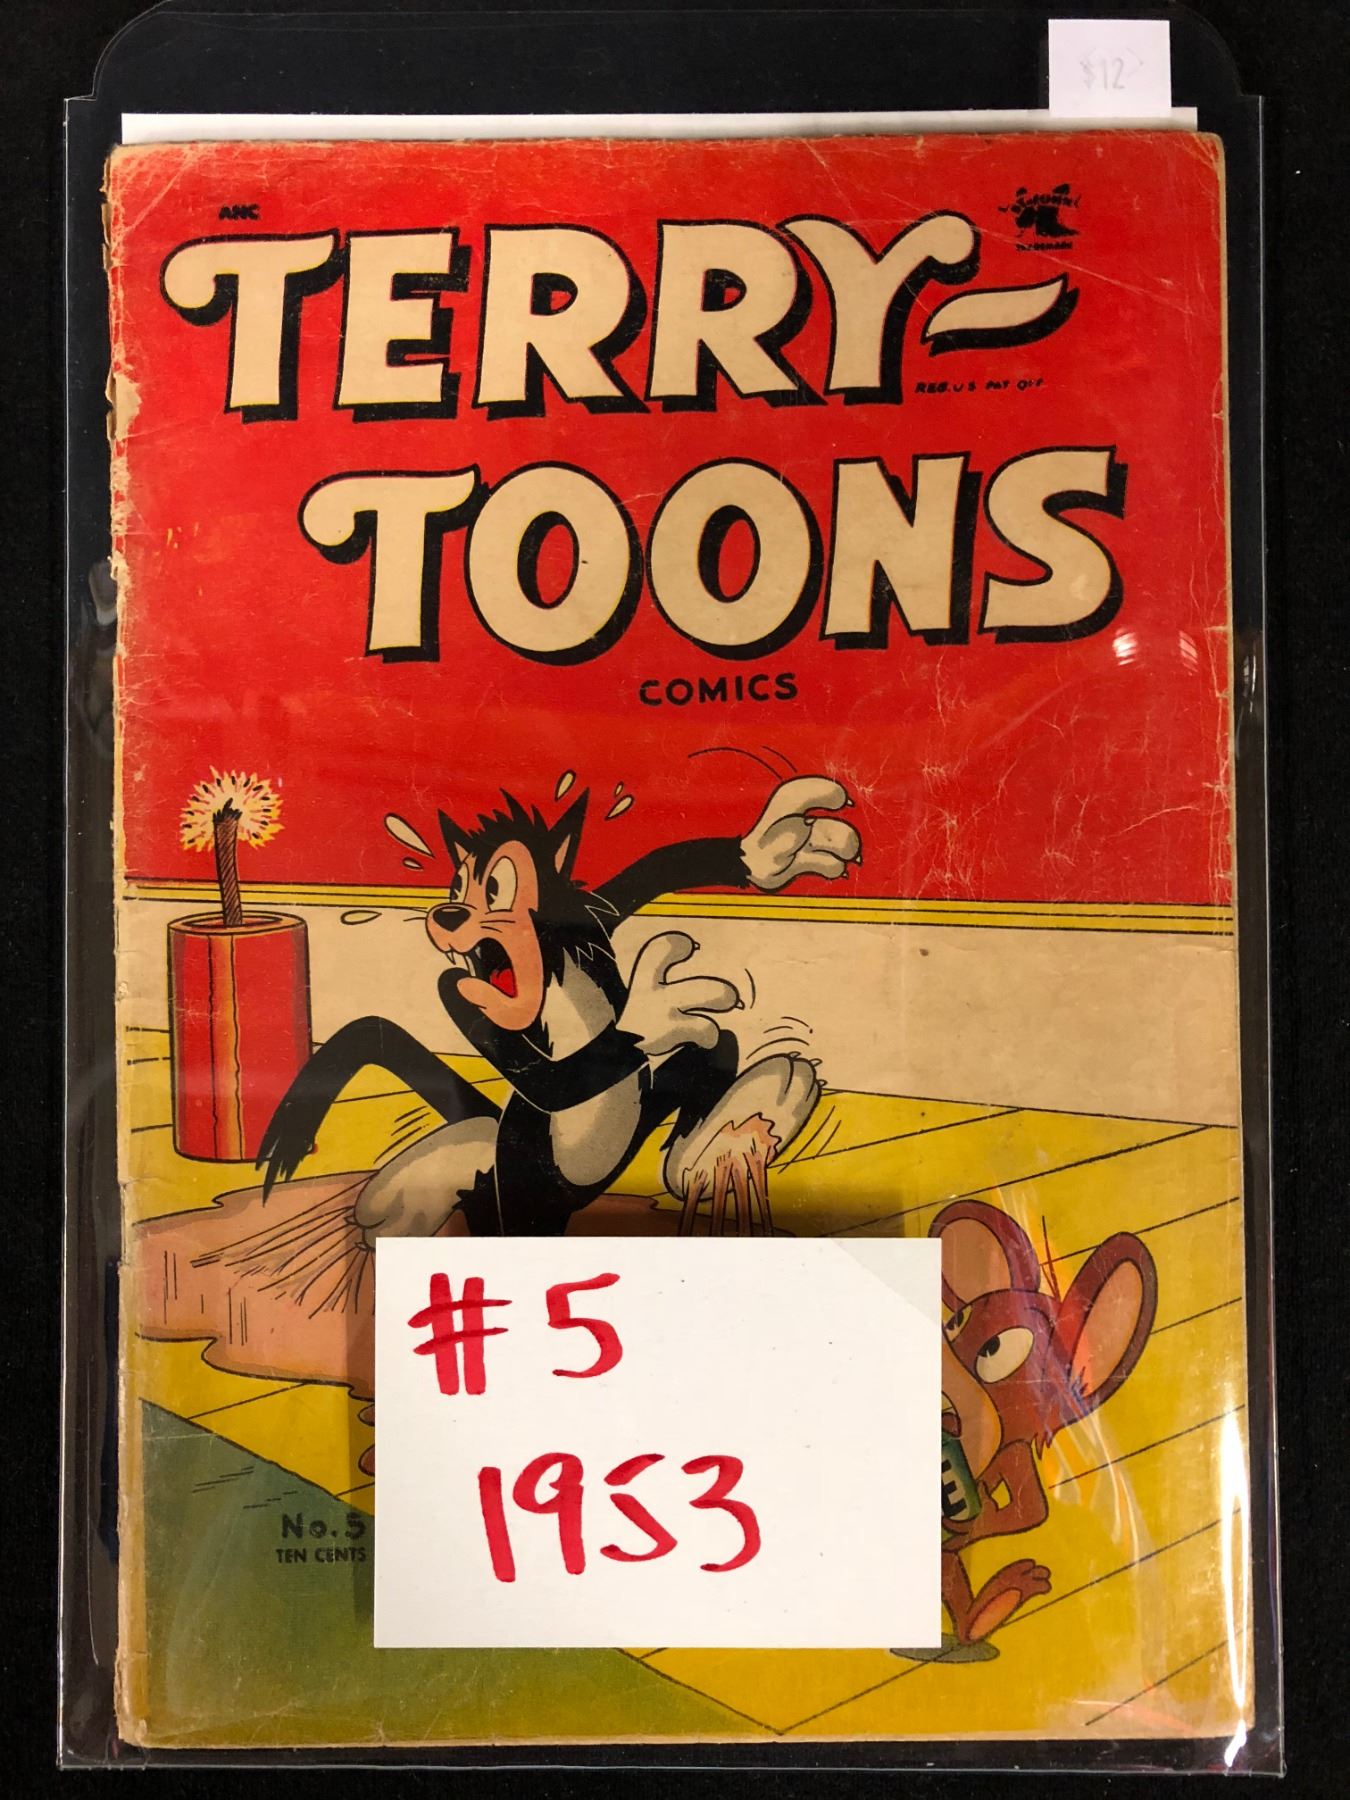 $12
ANC
TERRY-
REG. U S PAT OFF
TOONS
COMICS
# 5
1953
No. 5
TEN CENTS
E